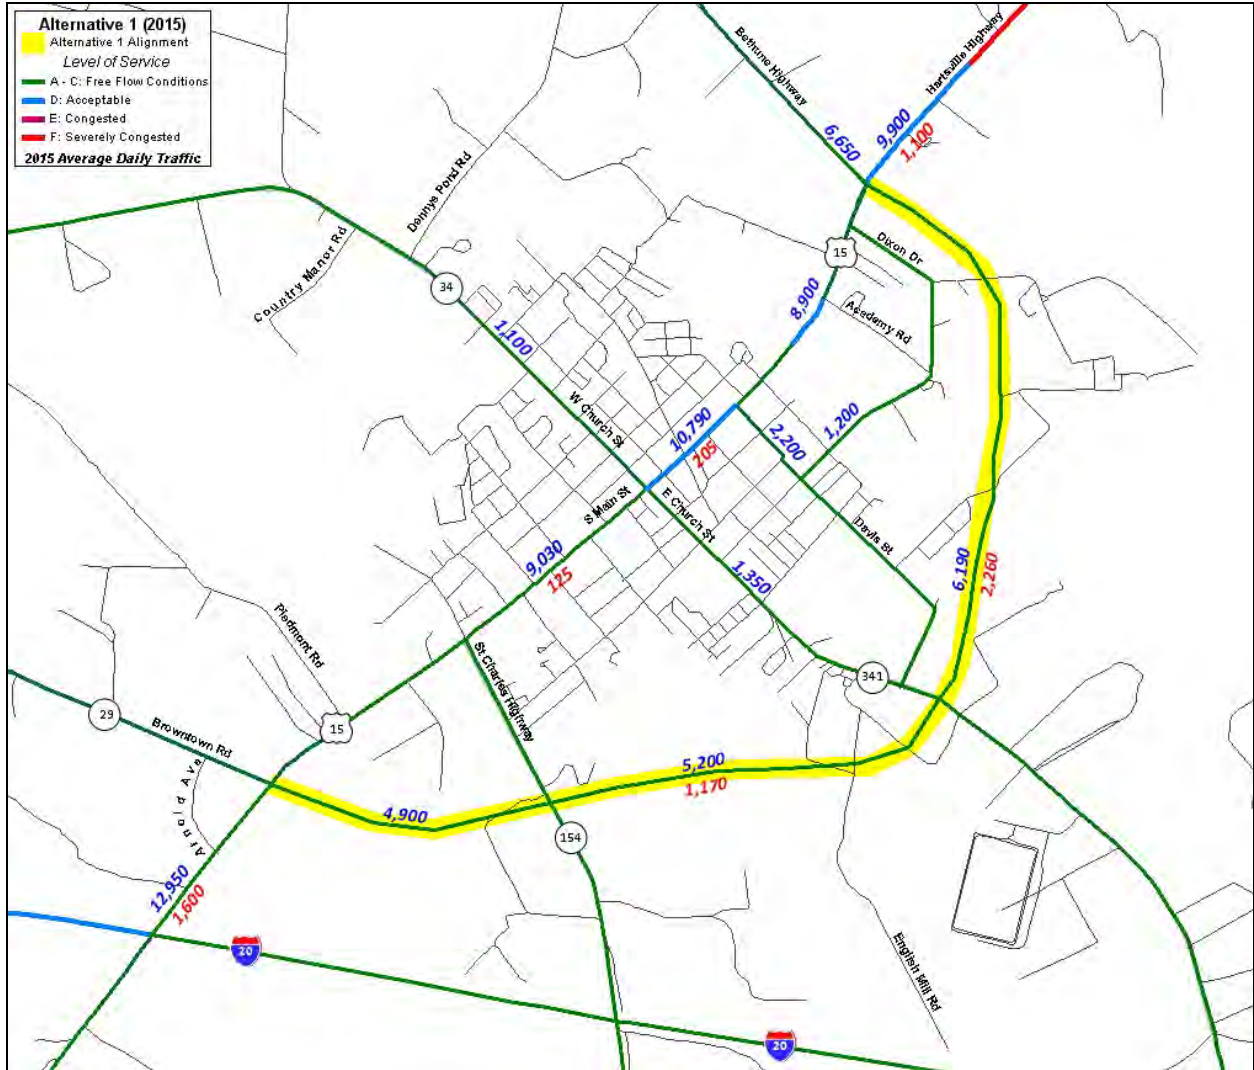 Alternative 1 (2015)
Alternative 1 Alignment
Level of Service
A - C: Free Flow Conditions
D: Acceptable
E: Congested
F: Severely Congested
2015 Average Daily Traffic
Bethune Highway
Hartsville Highway
6,650
9,900
1,100
Dennys Pond Rd
Country Manor Rd
34
15
Dixon Dr
8,900
Academy Rd
1,100
W Church St
10,790
205
2,200
1,200
S Main St
E Church St
Davis St
9,030
125
1,350
6,190
2,260
Piedmont Rd
St Charles Highway
341
29
Browntown Rd
15
Arnold Ave
5,200
1,170
4,900
154
12,950
1,600
20
English Mill Rd
20